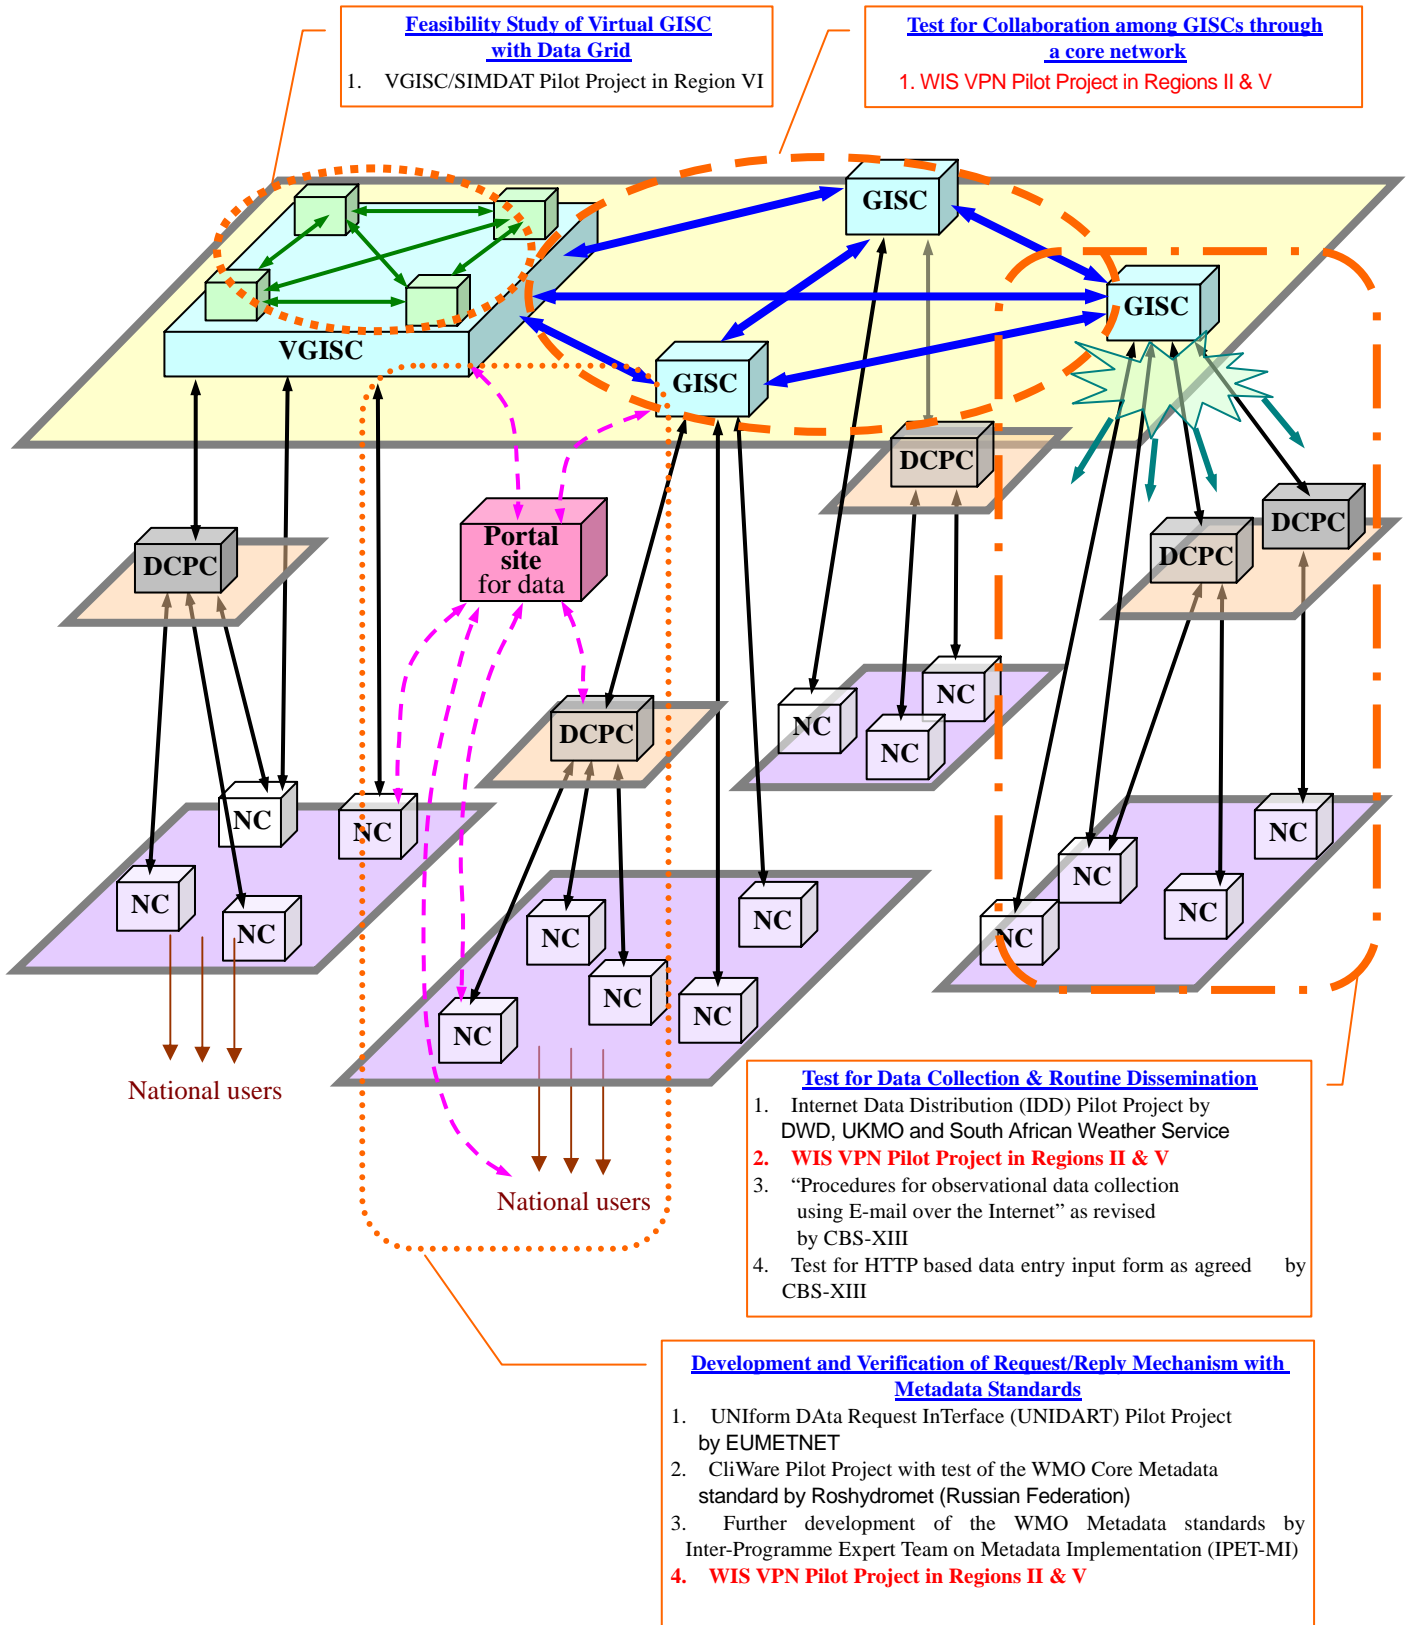 Feasibility Study of Virtual GISC
with Data Grid
1. VGISC/SIMDAT Pilot Project in Region VI
Test for Collaboration among GISCs through
a core network
1. WIS VPN Pilot Project in Regions II & V
GISC
GISC
VGISC
GISC
DCPC
DCPC
DCPC
DCPC
Portal
site
for data
NC
NC
NC
DCPC
NC
NC
NC
NC
NC
NC
NC
NC
NC
NC
NC
NC
NC
National users
National users
Test for Data Collection & Routine Dissemination
1. Internet Data Distribution (IDD) Pilot Project by
DWD, UKMO and South African Weather Service
2. WIS VPN Pilot Project in Regions II & V
3. “Procedures for observational data collection
using E-mail over the Internet” as revised
by CBS-XIII
4. Test for HTTP based data entry input form as agreed by
CBS-XIII
Development and Verification of Request/Reply Mechanism with
Metadata Standards
1. UNIform DAta Request InTerface (UNIDART) Pilot Project
by EUMETNET
2. CliWare Pilot Project with test of the WMO Core Metadata
standard by Roshydromet (Russian Federation)
3. Further development of the WMO Metadata standards by
Inter-Programme Expert Team on Metadata Implementation (IPET-MI)
4. WIS VPN Pilot Project in Regions II & V